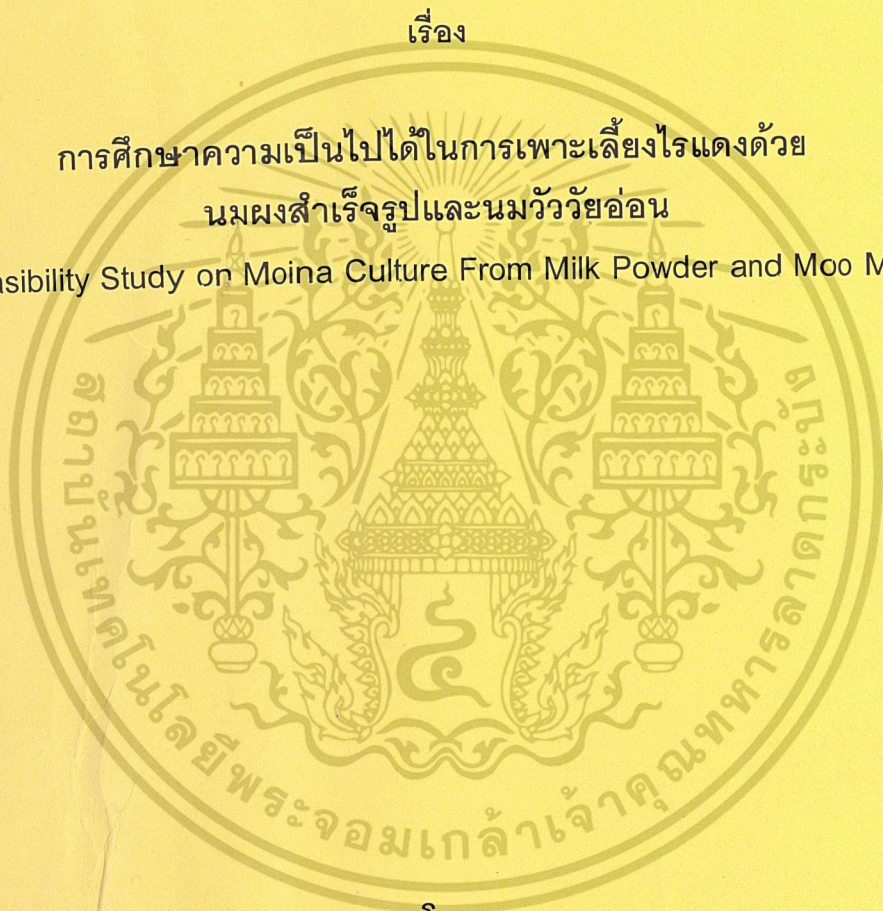 เรื่อง
การศึกษาความเป็นไปได้ในการเพาะเลี้ยงไรแดงด้วย
นมผงสำเร็จรูปและนมวัววัยอ่อน
Study on Moina Culture From Milk Powder and Moo
สถาบันเทคโนโลยีพระจอมเกล้าเจ้าคุณทหารลาดกระบัง